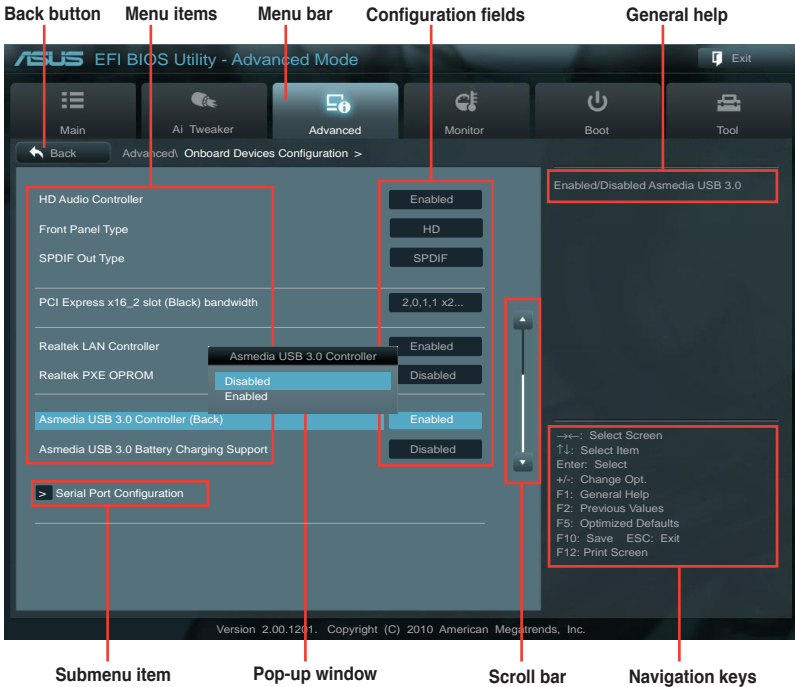 Back button
Menu items
Menu bar
Configuration fields
General help
ASUS EFI BIOS Utility - Advanced Mode
Exit
Main
Ai Tweaker
Advanced
Monitor
Boot
Tool
Back
Advanced\ Onboard Devices Configuration >
Enabled/Disabled Asmedia USB 3.0
HD Audio Controller
Enabled
Front Panel Type
HD
SPDIF Out Type
SPDIF
PCI Express x16_2 slot (Black) bandwidth
2,0,1,1 x2...
Realtek LAN Controller
Enabled
Realtek PXE OPROM
Disabled
Asmedia USB 3.0 Controller
Disabled
Enabled
Asmedia USB 3.0 Controller (Back)
Enabled
Asmedia USB 3.0 Battery Charging Support
Disabled
> Serial Port Configuration
→←: Select Screen
↑↓: Select Item
Enter: Select
+/-: Change Opt.
F1: General Help
F2: Previous Values
F5: Optimized Defaults
F10: Save ESC: Exit
F12: Print Screen
Version 2.00.1201. Copyright (C) 2010 American Megatrends, Inc.
Submenu item
Pop-up window
Scroll bar
Navigation keys